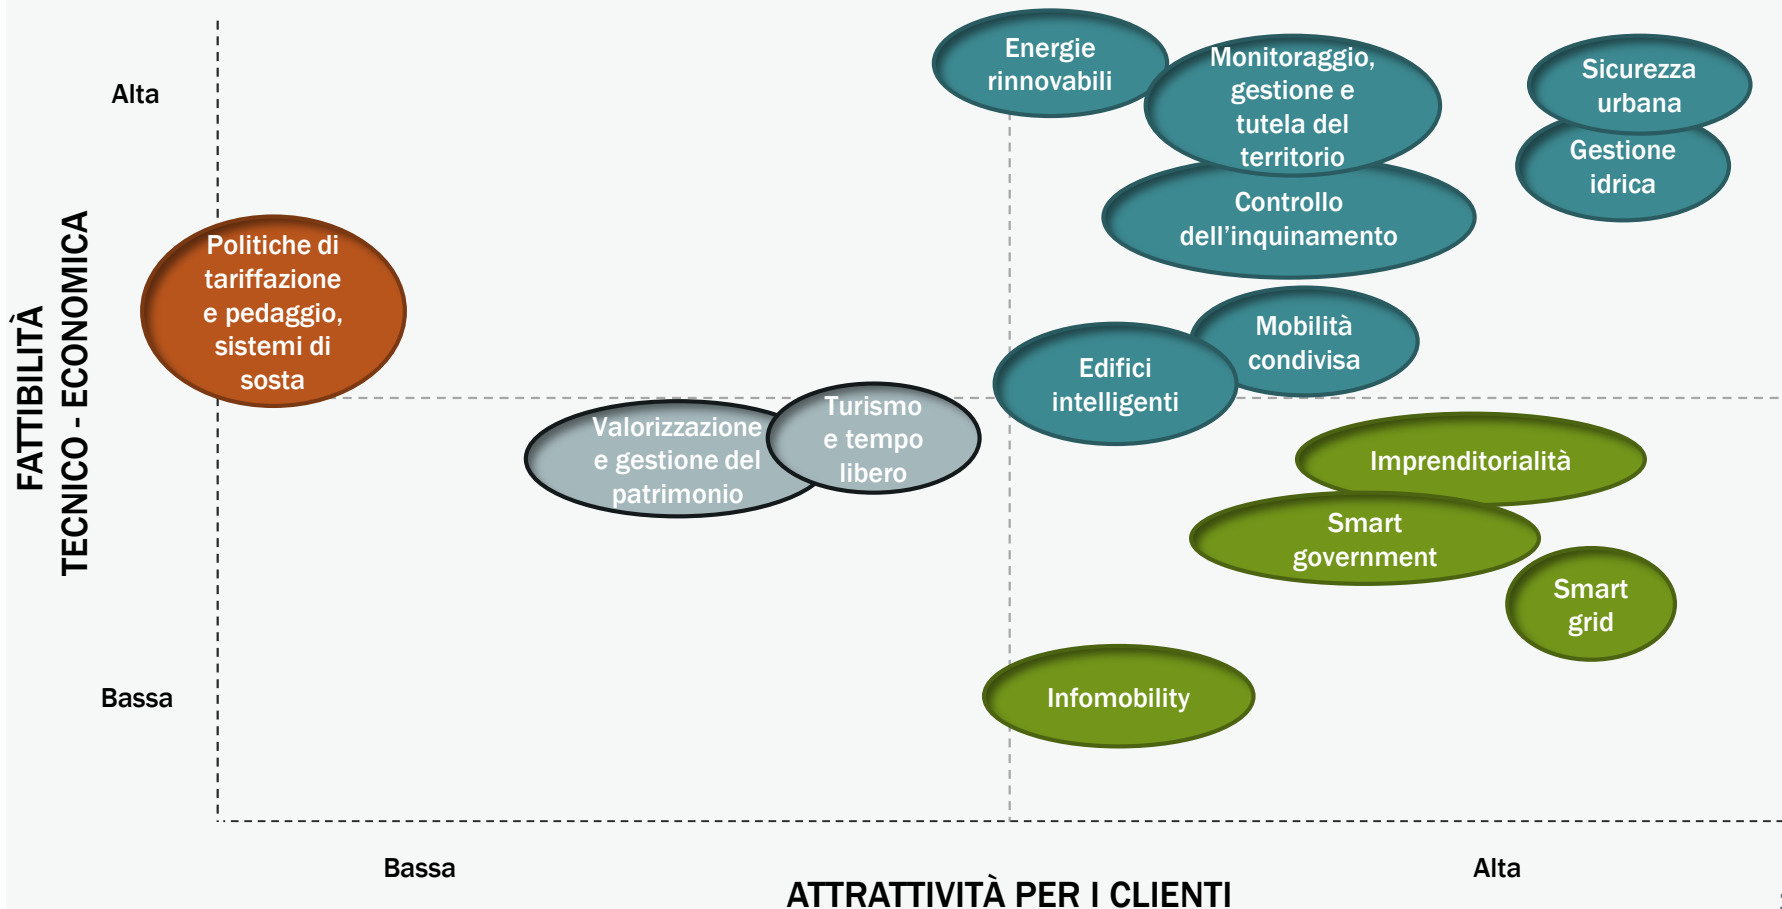 Alta
Bassa
FATTIBILITÀ
TECNICO - ECONOMICA
Energie
rinnovabili
Monitoraggio,
gestione e
tutela del
territorio
Sicurezza
urbana
Gestione
idrica
Controllo
dell'inquinamento
Politiche di
tariffazione
e pedaggio,
sistemi di
sosta
Mobilità
condivisa
Edifici
intelligenti
Valorizzazione
e gestione del
patrimonio
Turismo
e tempo
libero
Imprenditorialità
Smart
government
Smart
grid
Infomobility
Bassa
Alta
ATTRATTIVITÀ PER I CLIENTI